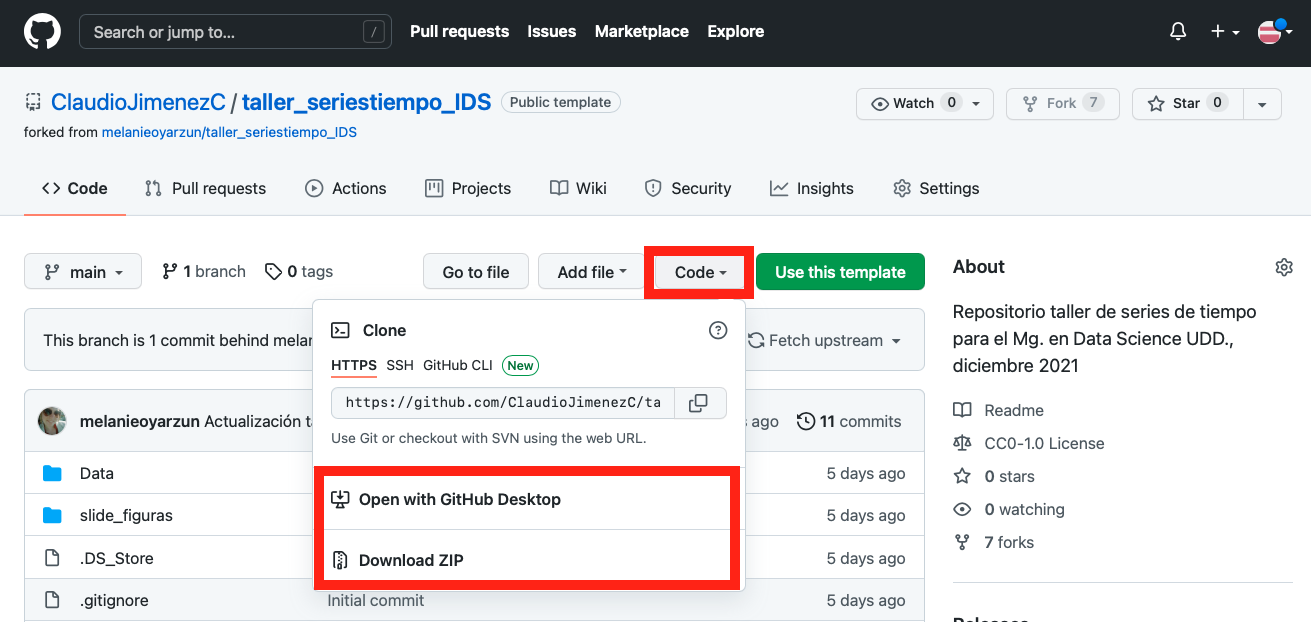 Search or jump to... / Pull requests Issues Marketplace Explore
ClaudioJimenezC / taller_seriestiempo_IDS Public template Watch 0 Fork 7 Star 0
forked from melanieoyarzun/taller_seriestiempo_IDS
Code Pull requests Actions Projects Wiki Security Insights Settings
main 1 branch 0 tags Go to file Add file Code Use this template
About
Repositorio taller de series de tiempo
para el Mg. en Data Science UDD.,
diciembre 2021
Readme
CC0-1.0 License
0 stars
0 watching
7 forks
This branch is 1 commit behind Fetch upstream
Clone
HTTPS SSH GitHub CLI New
https://github.com/ClaudioJimenezC/ta
Use Git or checkout with SVN using the web URL.
Open with GitHub Desktop
Download ZIP
melanieoyarzun Actualización ago 11 commits
Data 5 days ago
slide_figuras 5 days ago
.DS_Store 5 days ago
.gitignore Initial commit 5 days ago